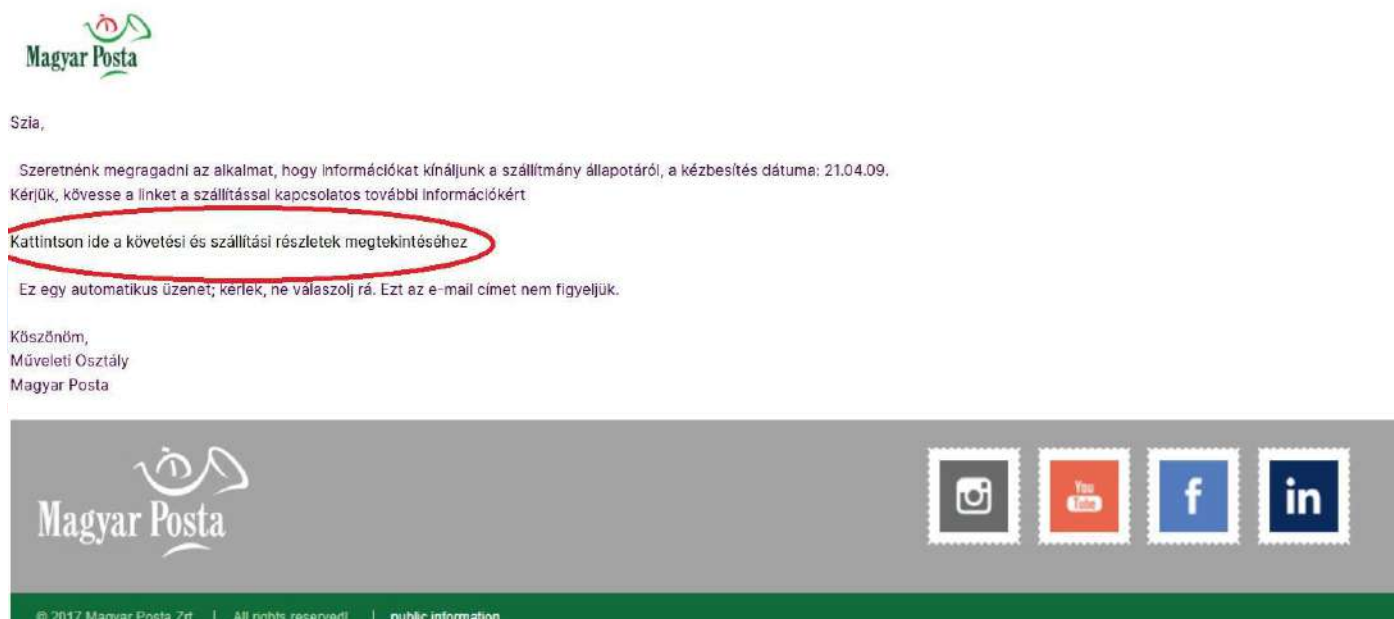 Magyar Posta
Szia,
Szeretnénk megragadni az alkalmat, hogy információkat kínáljunk a szállítmány állapotáról, a kézbesítés dátuma: 21.04.09.
Kérjük, kövesse a linket a szállítással kapcsolatos további információkért
Kattintson ide a követési és szállítási részletek megtekintéséhez
Ez egy automatikus üzenet; kérlek, ne válaszolj rá. Ezt az e-mail címet nem figyeljük.
Köszönöm,
Műveleti Osztály
Magyar Posta
Magyar Posta
You Tube
f
in
© 2017 Magyar Posta Zrt. | All rights reserved! | public information